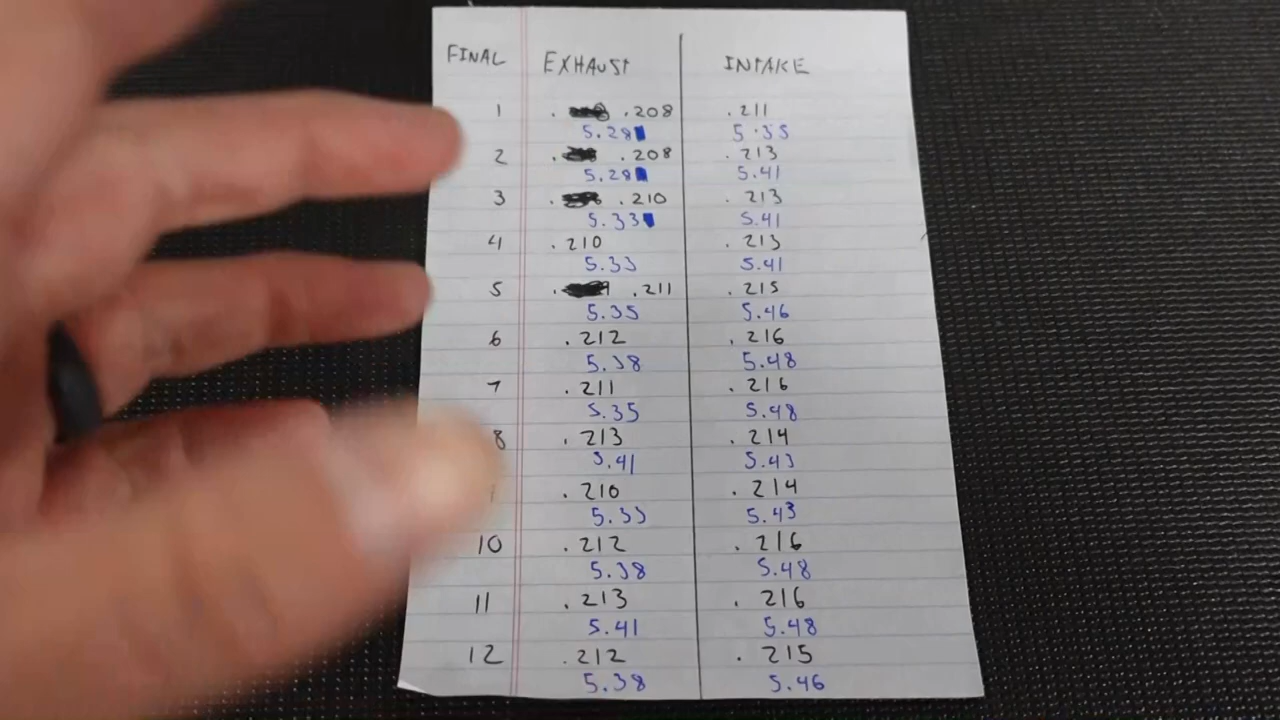 FINAL EXHAUST INTAKE
1 . .208 .211
5.28 5.35
2 . .208 .213
5.28 5.41
3 . .210 .213
5.33 5.41
4 .210 .213
5.33 5.41
5 . .211 .215
5.35 5.46
6 .212 .216
5.38 5.48
7 .211 .216
5.35 5.48
8 .213 .214
5.41 5.43
.210 .214
5.33 5.43
10 .212 .216
5.38 5.48
11 .213 .216
5.41 5.48
12 .212 .215
5.38 5.46